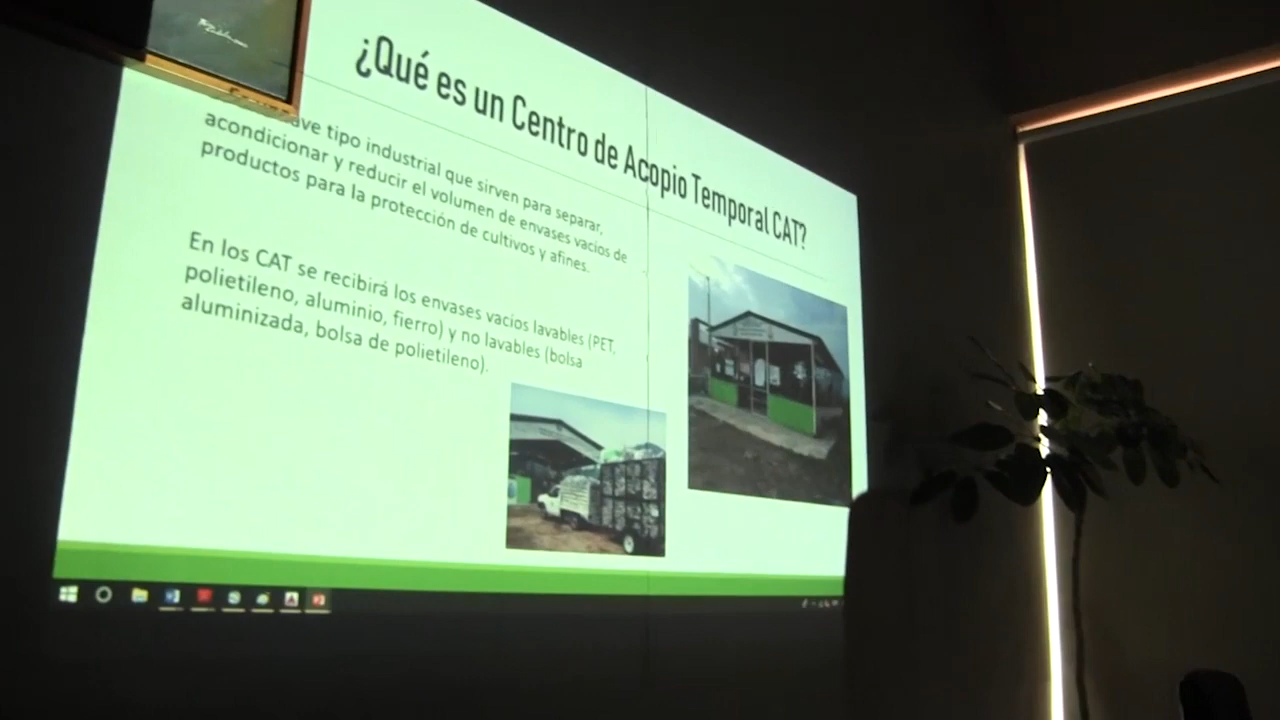 ¿Qué es un Centro de Acopio Temporal CAT?
ave tipo industrial que sirven para separar,
acondicionar y reducir el volumen de envases vacios de
productos para la protección de cultivos y afines.
En los CAT se recibirá los envases vacios lavables (PET,
polietileno, aluminio, fierro) y no lavables (bolsa
aluminizada, bolsa de polietileno).